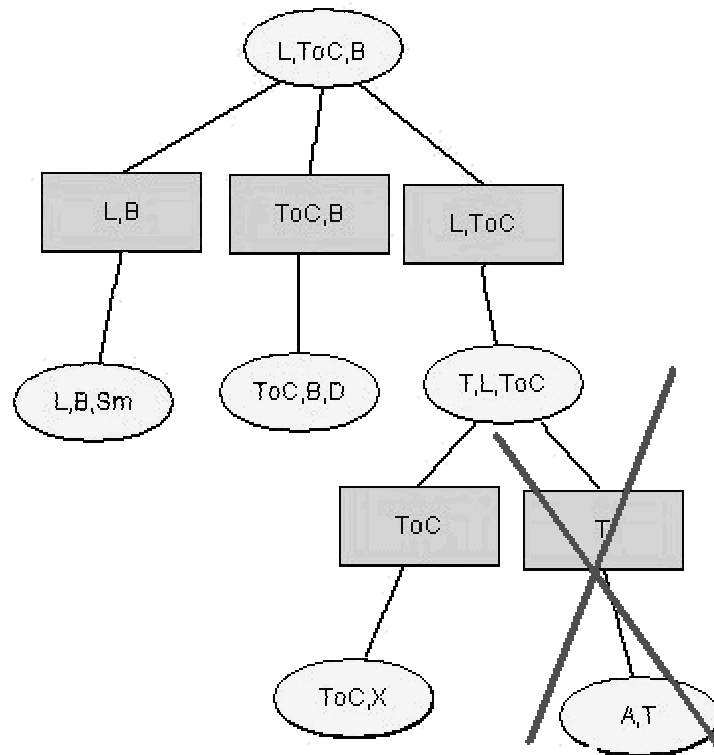 L,ToC,B
L,B
ToC,B
L,ToC
L,B,Sm
ToC,B,D
T,L,ToC
ToC
T
ToC,X
A,T